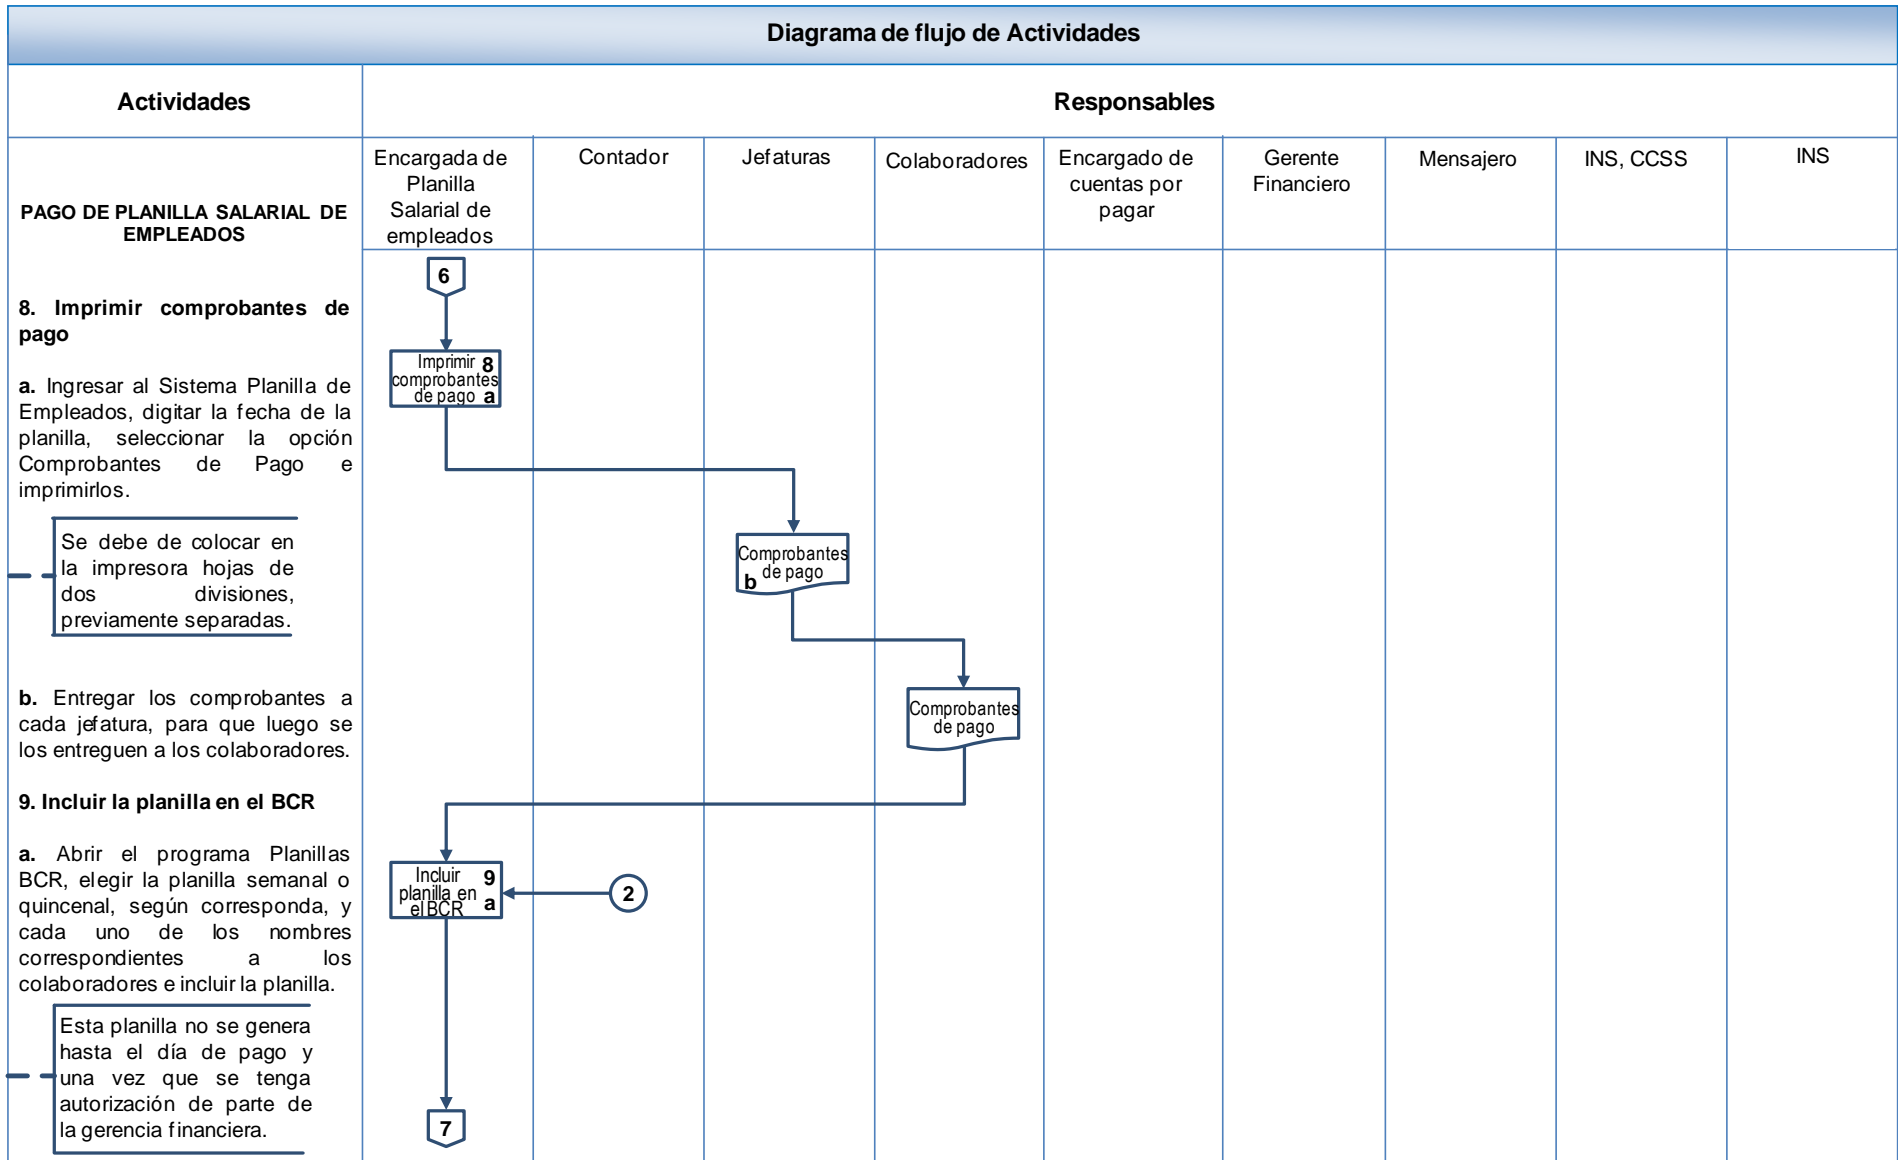 Diagrama de flujo de Actividades
Actividades
Responsables
PAGO DE PLANILLA SALARIAL DE
EMPLEADOS
Encargada de
Planilla
Salarial de
empleados
Contador
Jefaturas
Colaboradores
Encargado de
cuentas por
pagar
Gerente
Financiero
Mensajero
INS, CCSS
INS
8. Imprimir comprobantes de
pago
a. Ingresar al Sistema Planilla de
Empleados, digitar la fecha de la
planilla, seleccionar la opción
Comprobantes de Pago e
imprimirlos.
Se debe de colocar en
la impresora hojas de
dos divisiones,
previamente separadas.
b. Entregar los comprobantes a
cada jefatura, para que luego se
los entreguen a los colaboradores.
9. Incluir la planilla en el BCR
a. Abrir el programa Planillas
BCR, elegir la planilla semanal o
quincenal, según corresponda, y
cada uno de los nombres
correspondientes a los
colaboradores e incluir la planilla.
Esta planilla no se genera
hasta el día de pago y
una vez que se tenga
autorización de parte de
la gerencia financiera.
6
Imprimir 8
comprobantes
de pago a
Comprobantes
de pago
b
Comprobantes
de pago
Incluir 9
planilla en
el BCR a
2
7